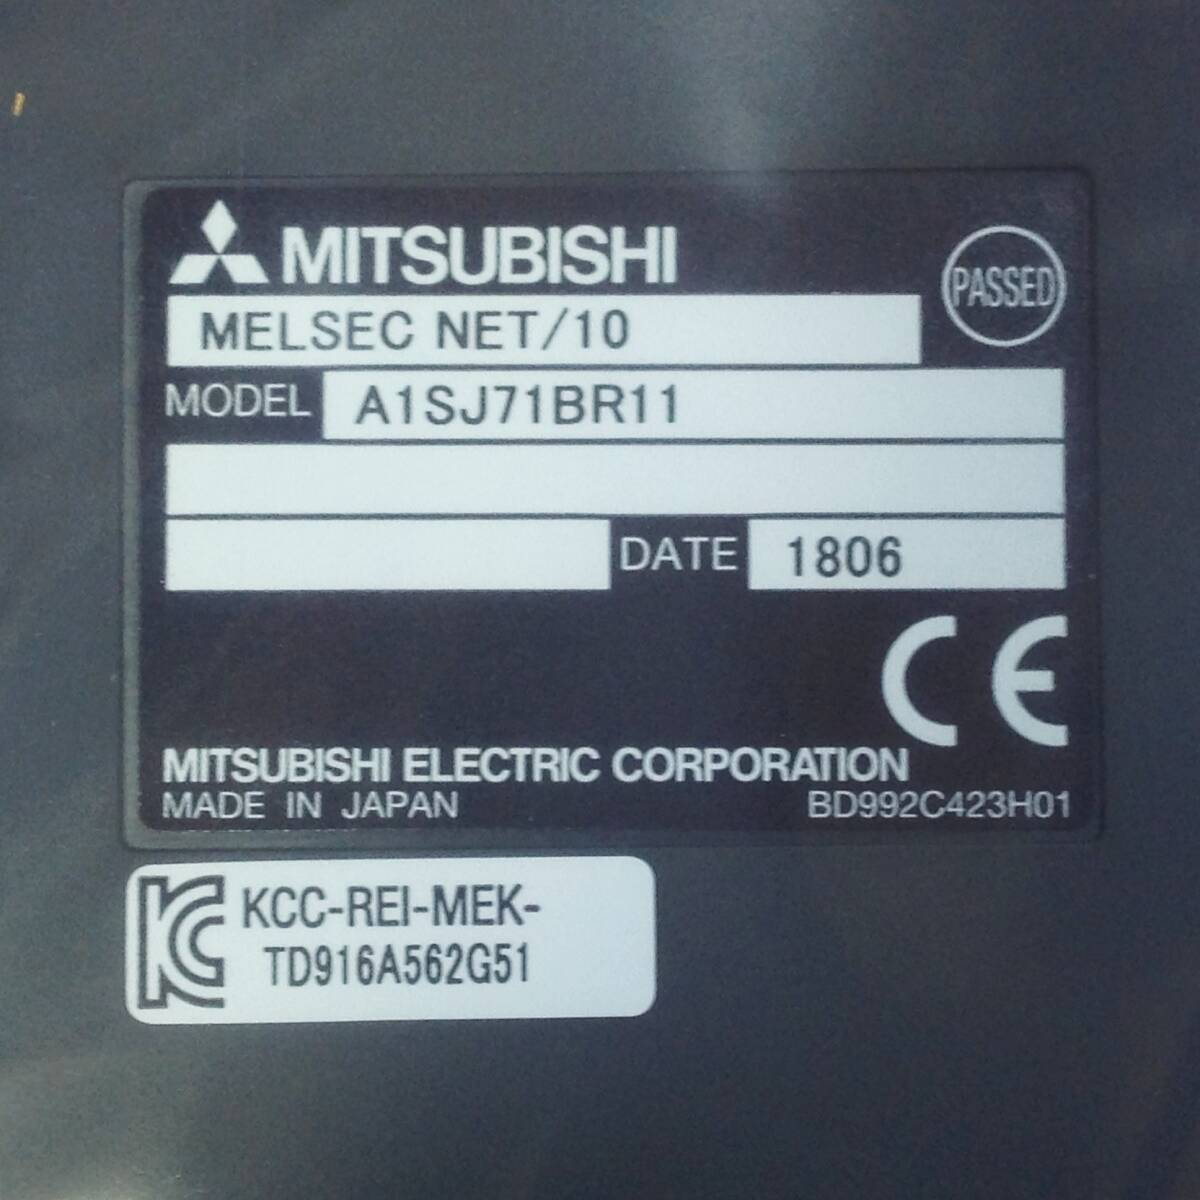 MITSUBISHI
PASSED
MELSEC NET/10
MODEL A1SJ71BR11
DATE 1806
CE
MITSUBISHI ELECTRIC CORPORATION
MADE IN JAPAN BD992C423H01
KC KCC-REI-MEK-
TD916A562G51